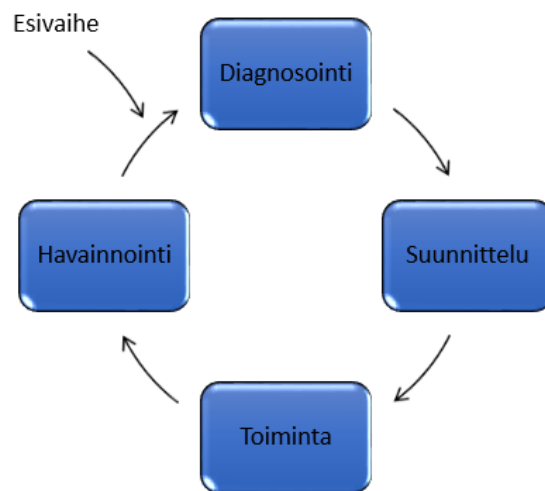 Esivaihe
Diagnosointi
Havainnointi
Suunnittelu
Toiminta